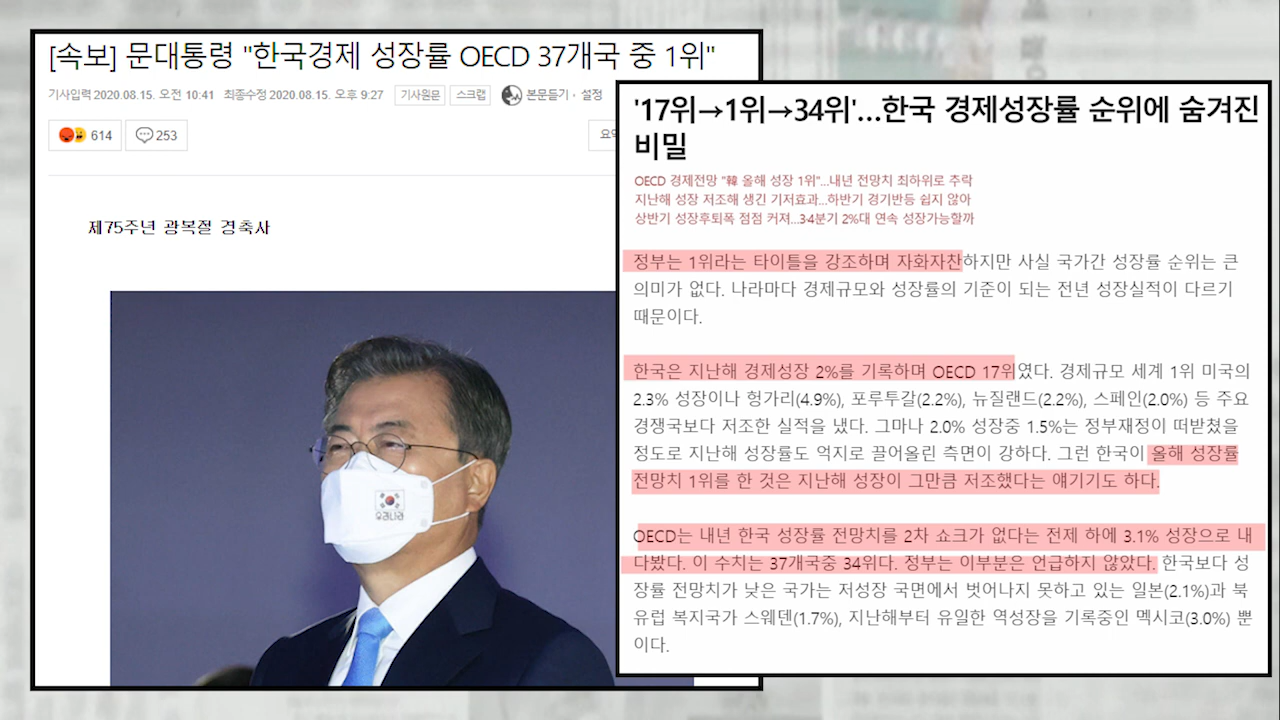 [속보] 문대통령 "한국경제 성장률 OECD 37개국 중 1위"
기사입력 2020.08.15. 오전 10:41 최종수정 2020.08.15. 오후 9:27 기사원문 스크랩 본문듣기 · 설정
614 253
제75주년 광복절 경축사
우리나라
'17위→1위→34위'...한국 경제성장률 순위에 숨겨진
비밀
OECD 경제전망 "韓 올해 성장 1위"...내년 전망치 최하위로 추락
지난해 성장 저조해 생긴 기저효과...하반기 경기반등 쉽지 않아
상반기 성장후퇴폭 점점 커져...3·4분기 2%대 연속 성장가능할까
정부는 1위라는 타이틀을 강조하며 자화자찬하지만 사실 국가간 성장률 순위는 큰
의미가 없다. 나라마다 경제규모와 성장률의 기준이 되는 전년 성장실적이 다르기
때문이다.
한국은 지난해 경제성장 2%를 기록하며 OECD 17위였다. 경제규모 세계 1위 미국의
2.3% 성장이나 헝가리(4.9%), 포루투갈(2.2%), 뉴질랜드(2.2%), 스페인(2.0%) 등 주요
경쟁국보다 저조한 실적을 냈다. 그마나 2.0% 성장중 1.5%는 정부재정이 떠받쳤을
정도로 지난해 성장률도 억지로 끌어올린 측면이 강하다. 그런 한국이 올해 성장률
전망치 1위를 한 것은 지난해 성장이 그만큼 저조했다는 얘기기도 하다.
OECD는 내년 한국 성장률 전망치를 2차 쇼크가 없다는 전제 하에 3.1% 성장으로 내
다봤다. 이 수치는 37개국중 34위다. 정부는 이부분은 언급하지 않았다. 한국보다 성
장률 전망치가 낮은 국가는 저성장 국면에서 벗어나지 못하고 있는 일본(2.1%)과 북
유럽 복지국가 스웨덴(1.7%), 지난해부터 유일한 역성장을 기록중인 멕시코(3.0%) 뿐
이다.